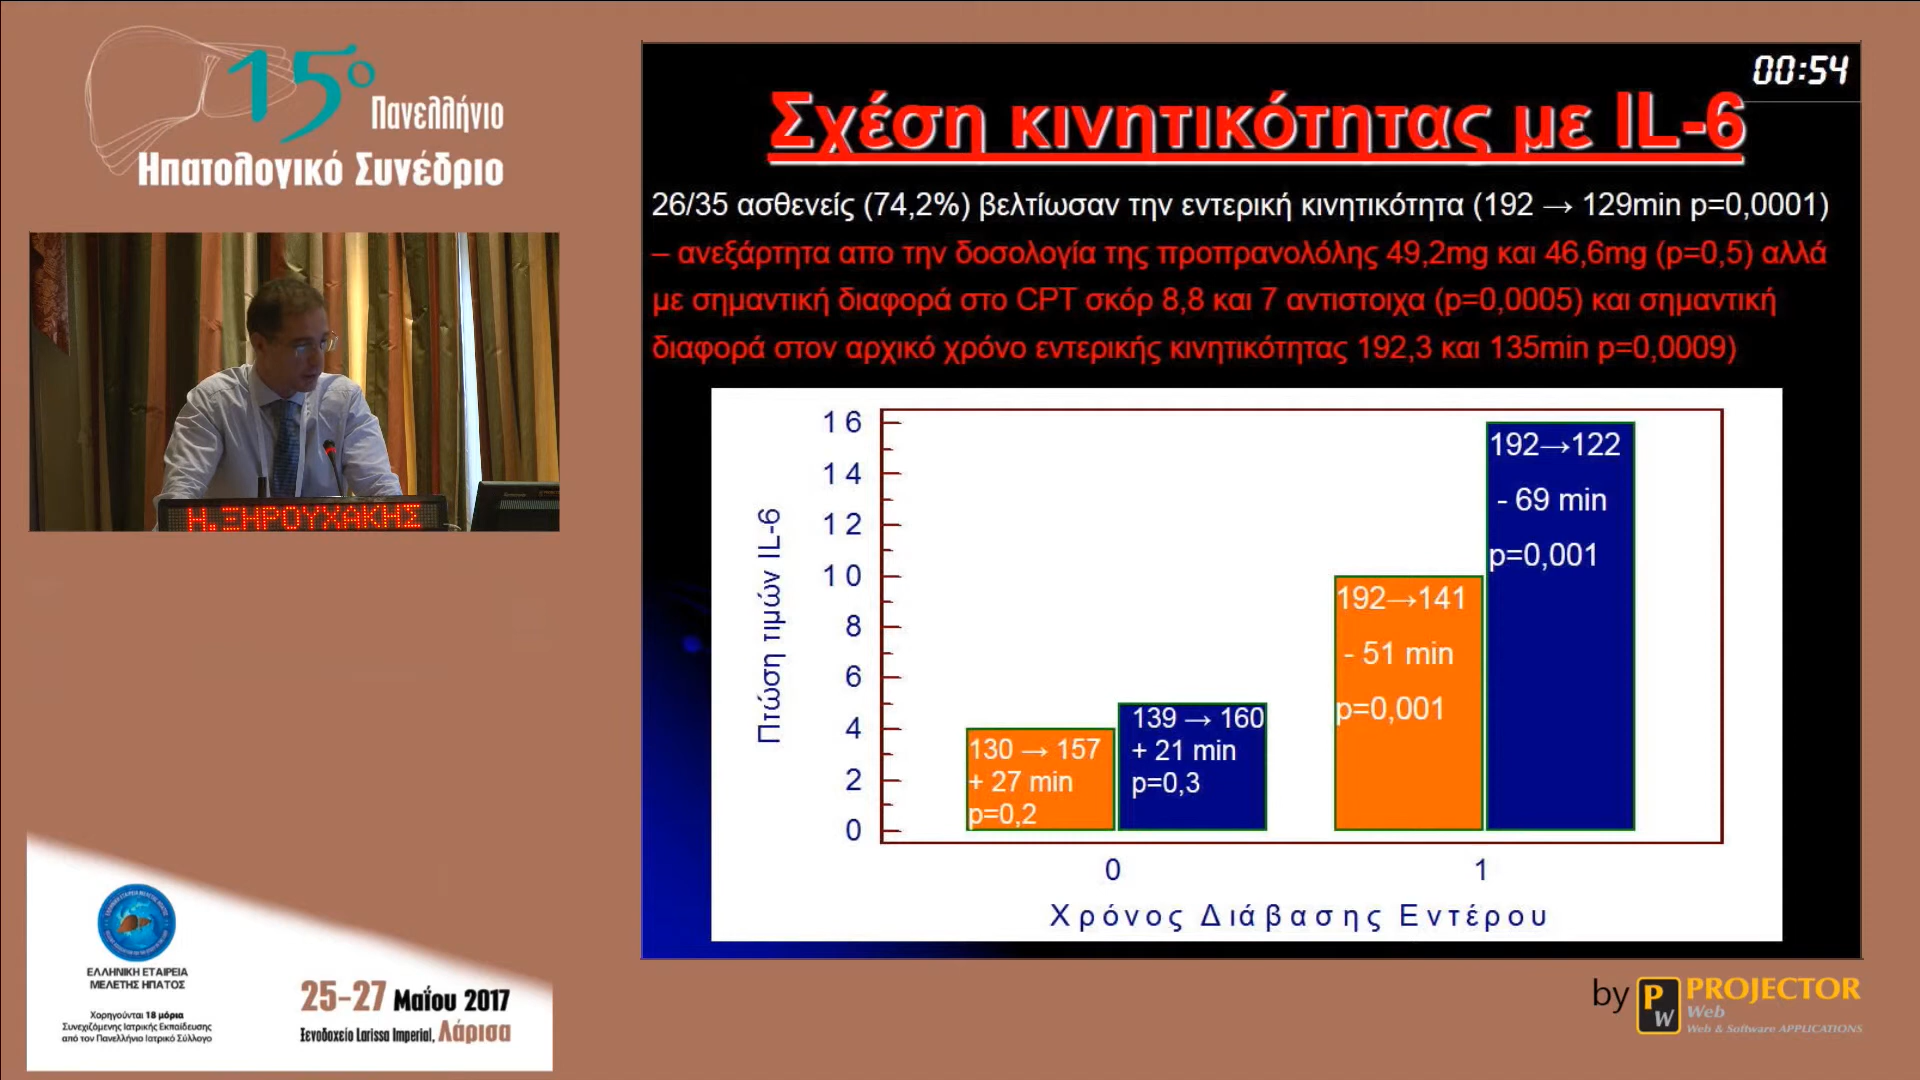 15ο
Πανελλήνιο
Ηπατολογικό Συνέδριο
Η.ΞΗΡΟΥΧΑΚΗΣ
ΕΛΛΗΝΙΚΗ ΕΤΑΙΡΕΙΑ
ΜΕΛΕΤΗΣ ΗΠΑΤΟΣ
Χορηγούνται 18 μόρια
Συνεχιζόμενης Ιατρικής Εκπαίδευσης
από τον Πανελλήνιο Ιατρικό Σύλλογο
25-27 Μαΐου 2017
Ξενοδοχείο Larissa Imperial, Λάρισα
00:54
Σχέση κινητικότητας με IL-6
26/35 ασθενείς (74,2%) βελτίωσαν την εντερική κινητικότητα (192 → 129min p=0,0001)
– ανεξάρτητα απο την δοσολογία της προπρανολόλης 49,2mg και 46,6mg (p=0,5) αλλά
με σημαντική διαφορά στο CPT σκόρ 8,8 και 7 αντιστοιχα (p=0,0005) και σημαντική
διαφορά στον αρχικό χρόνο εντερικής κινητικότητας 192,3 και 135min p=0,0009)
Πτώση τιμών IL-6
16
14
12
10
8
6
4
2
0
130 → 157
+ 27 min
p=0,2
139 → 160
+ 21 min
p=0,3
192→141
- 51 min
p=0,001
192→122
- 69 min
p=0,001
0
1
Χρόνος Διάβασης Εντέρου
by PW PROJECTOR
Web
Web & Software APPLICATIONS